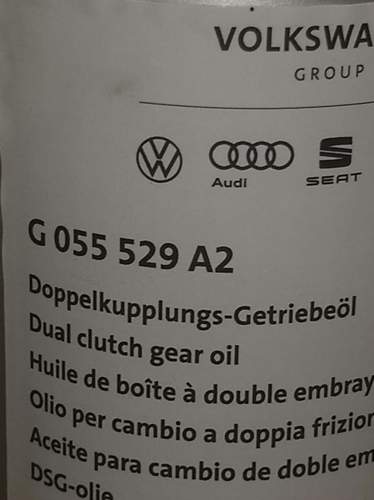 VOLKSWA
GROUP
Audi
SEAT
G 055 529 A2
Doppelkupplungs-Getriebeöl
Dual clutch gear oil
Huile de boîte à double embray
Olio per cambio a doppia frizior
Aceite para cambio de doble em
DSG-olie